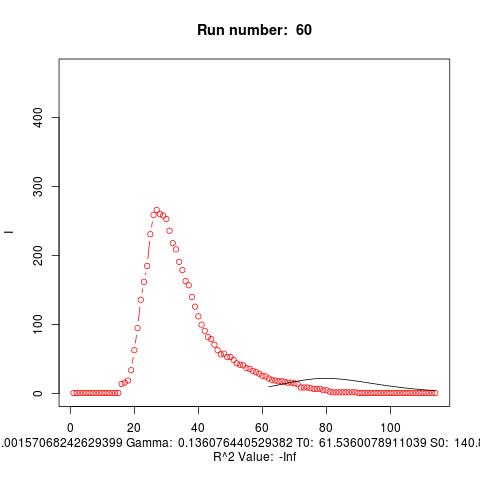 Run number: 60
400
300
200
100
0
I
0 20 40 60 80 100
.00157068242629399 Gamma: 0.136076440529382 T0: 61.5360078911039 S0: 140.8
R^2 Value: -Inf